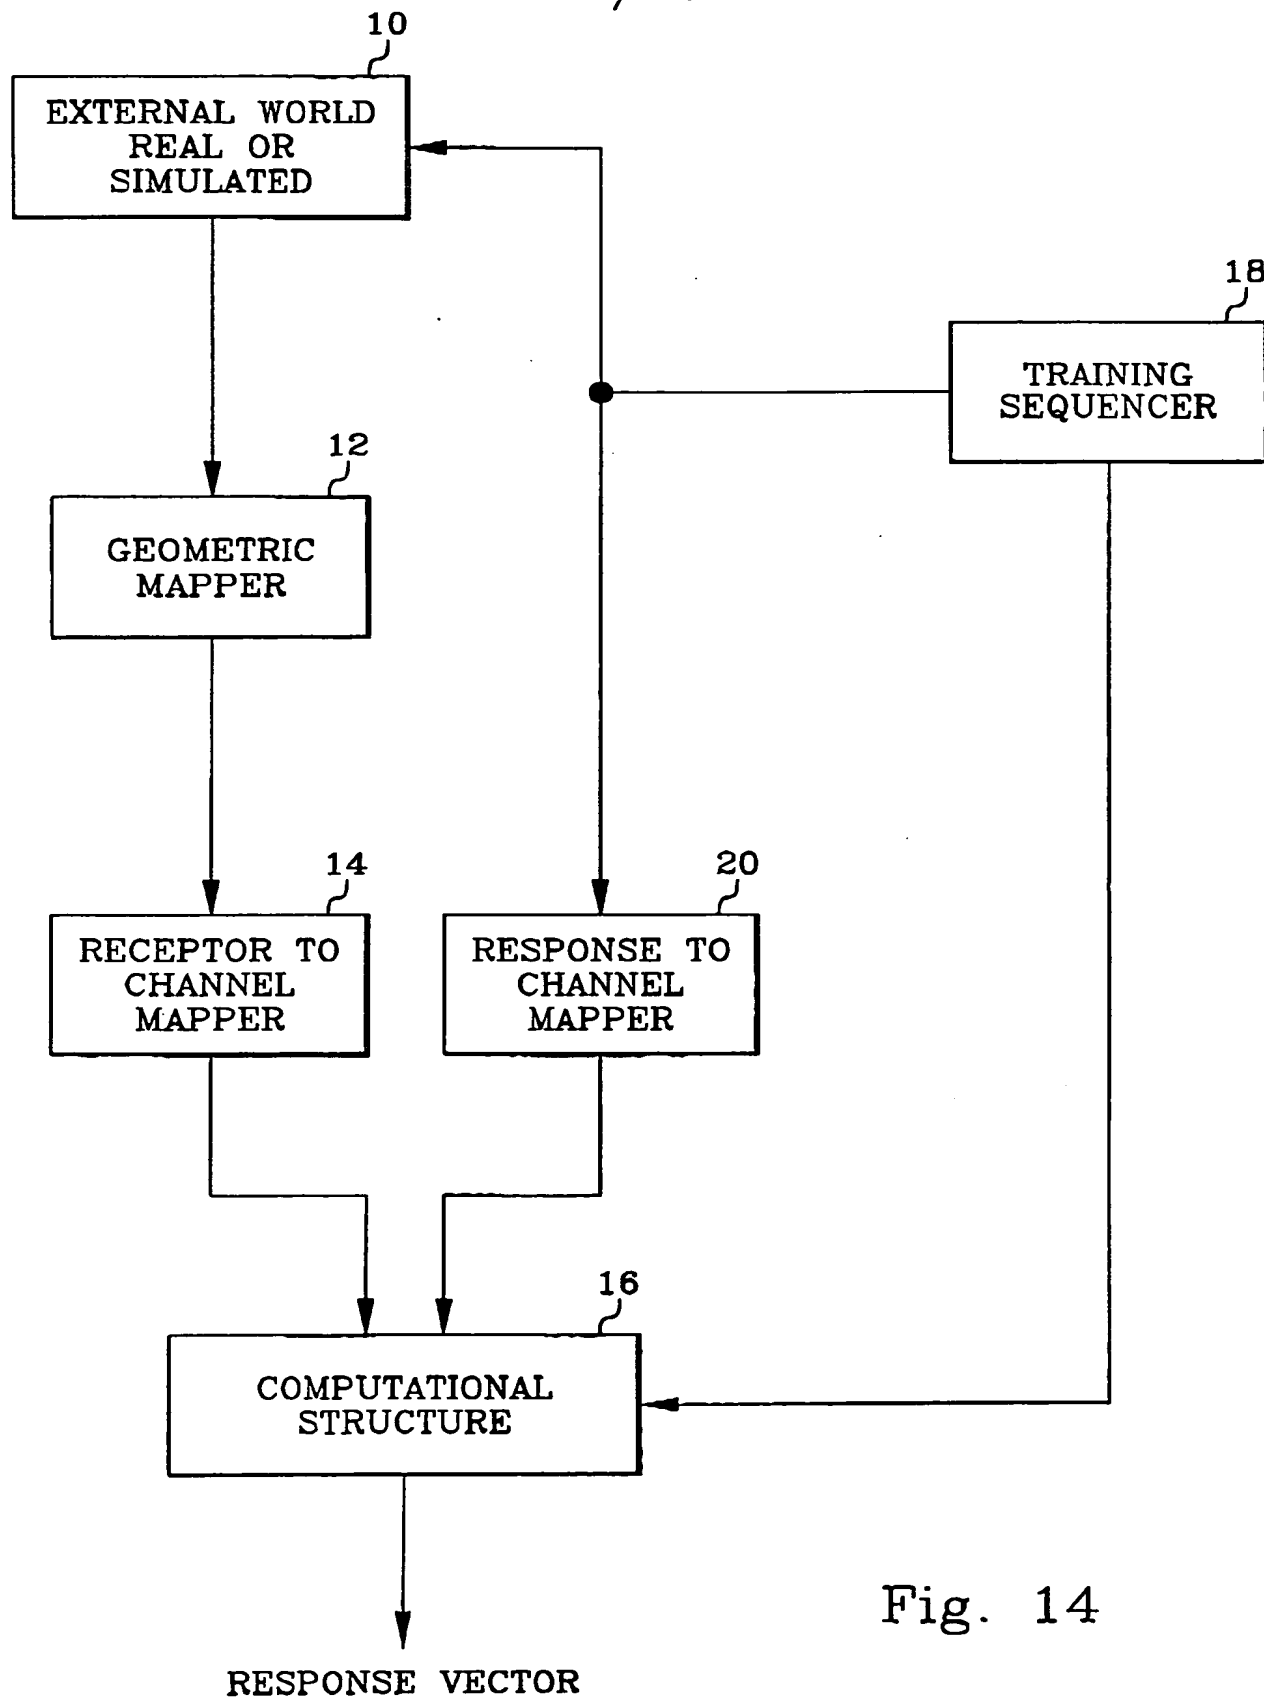 10
EXTERNAL WORLD
REAL OR
SIMULATED
18
TRAINING
SEQUENCER
12
GEOMETRIC
MAPPER
14
RECEPTOR TO
CHANNEL
MAPPER
20
RESPONSE TO
CHANNEL
MAPPER
16
COMPUTATIONAL
STRUCTURE
RESPONSE VECTOR
Fig. 14